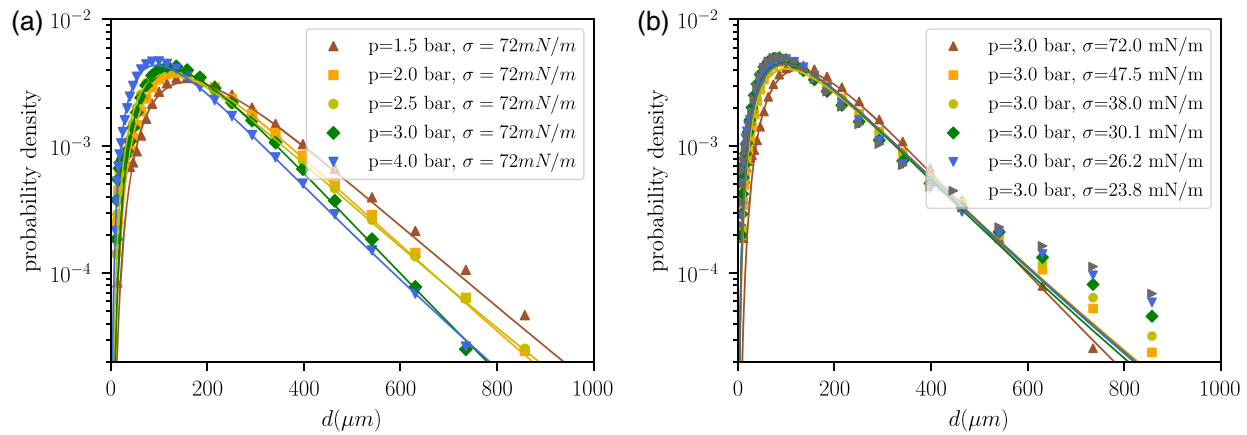 (a)
10⁻²
10⁻³
10⁻⁴
probability density
p=1.5 bar, σ = 72mN/m
p=2.0 bar, σ = 72mN/m
p=2.5 bar, σ = 72mN/m
p=3.0 bar, σ = 72mN/m
p=4.0 bar, σ = 72mN/m
0 200 400 600 800 1000
d(μm)
(b)
10⁻²
10⁻³
10⁻⁴
probability density
p=3.0 bar, σ=72.0 mN/m
p=3.0 bar, σ=47.5 mN/m
p=3.0 bar, σ=38.0 mN/m
p=3.0 bar, σ=30.1 mN/m
p=3.0 bar, σ=26.2 mN/m
p=3.0 bar, σ=23.8 mN/m
0 200 400 600 800 1000
d(μm)